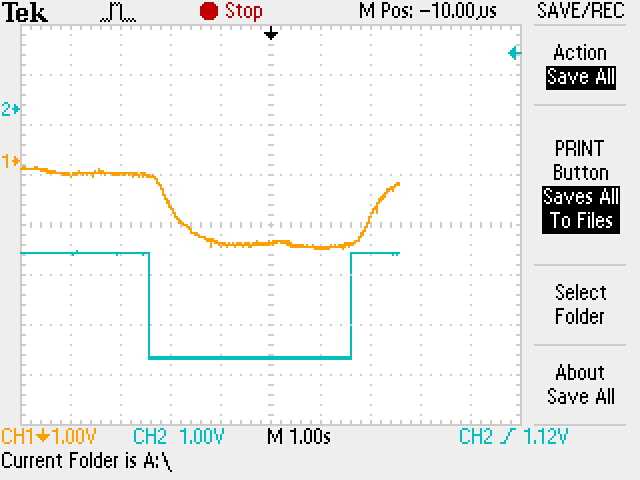 Tek Stop M Pos: -10.00µs SAVE/REC
Action
Save All
2
1
PRINT
Button
Saves All
To Files
Select
Folder
About
Save All
CH1 1.00V CH2 1.00V M 1.00s CH2 1.12V
Current Folder is A:\